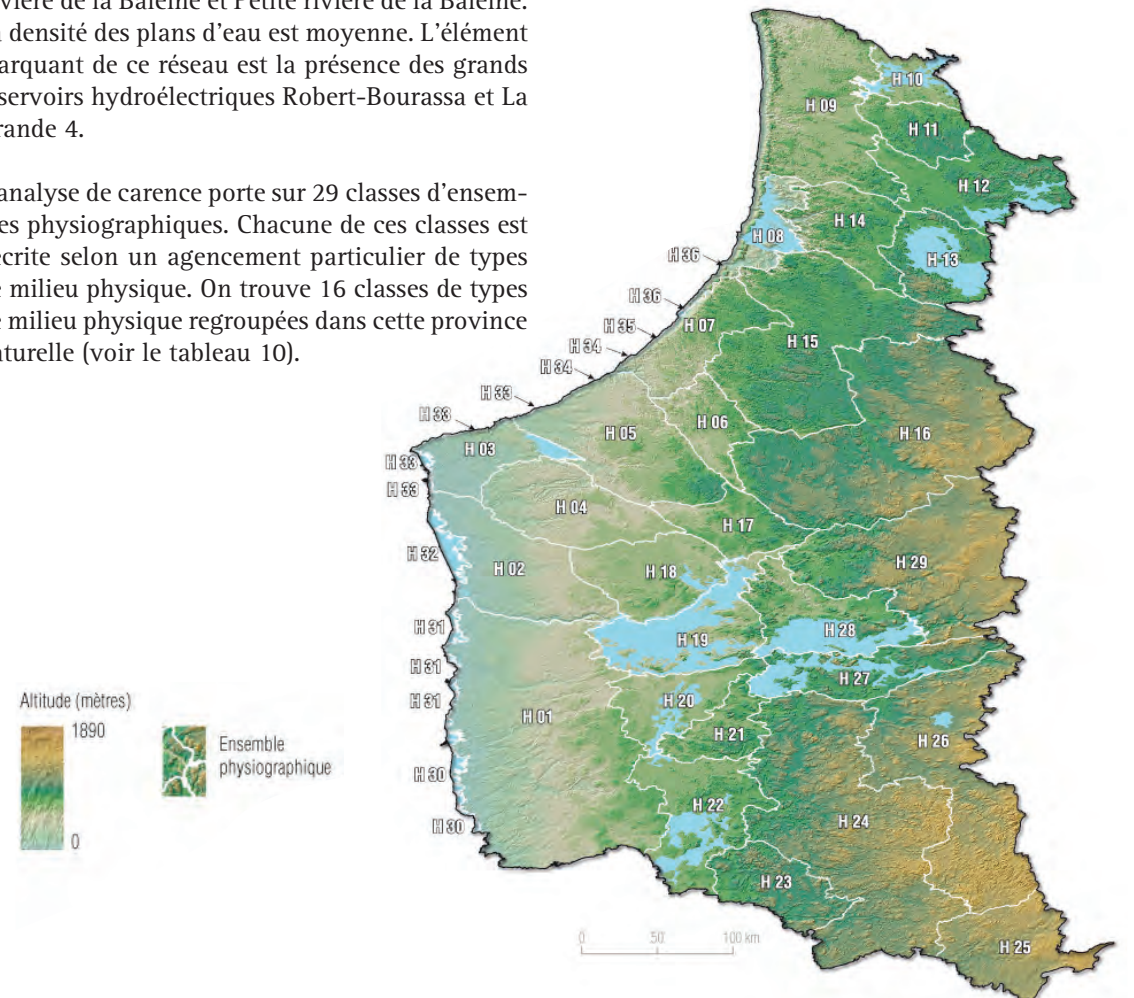 ivière de la Baleine et Petite rivière de la Baleine.
densité des plans d'eau est moyenne. L'élément
arquant de ce réseau est la présence des grands
servoirs hydroélectriques Robert-Bourassa et La
rande 4.
analyse de carence porte sur 29 classes d'ensem-
es physiographiques. Chacune de ces classes est
écrite selon un agencement particulier de types
e milieu physique. On trouve 16 classes de types
e milieu physique regroupées dans cette province
aturelle (voir le tableau 10).
H 10
H 09
H 11
H 12
H 14
H 08
H 13
H 36
H 36
H 07
H 35
H 15
H 34
H 34
H 33
H 33
H 06
H 05
H 16
H 03
H 33
H 33
H 04
H 17
H 32
H 02
H 18
H 29
H 31
H 28
H 19
H 31
H 27
H 31
H 20
H 01
H 21
H 26
H 30
H 22
H 24
H 30
H 23
H 25
Altitude (mètres)
1890
0
Ensemble
physiographique
0 50 100 km